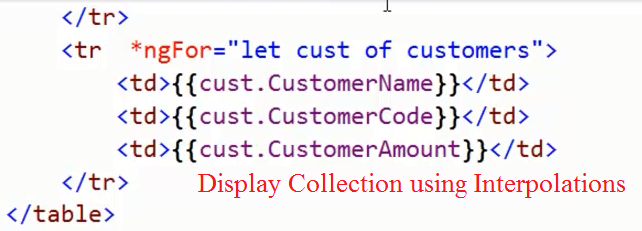 </tr>
<tr *ngFor="let cust of customers">
<td>{{cust.CustomerName}}</td>
<td>{{cust.CustomerCode}}</td>
<td>{{cust.CustomerAmount}}</td>
</tr>
Display Collection using Interpolations
</table>